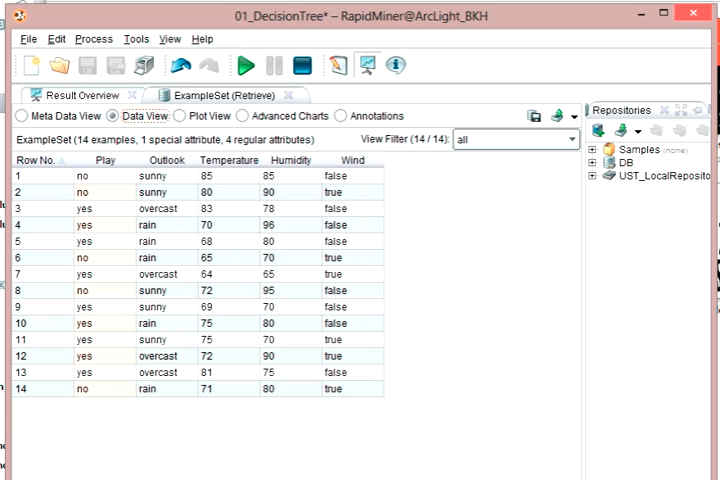 01_DecisionTree* – RapidMiner@ArcLight_BKH
File Edit Process Tools View Help
Result Overview ExampleSet (Retrieve)
Meta Data View Data View Plot View Advanced Charts Annotations
ExampleSet (14 examples, 1 special attribute, 4 regular attributes) View Filter (14 / 14): all
Row No. Play Outlook Temperature Humidity Wind
1 no sunny 85 85 false
2 no sunny 80 90 true
3 yes overcast 83 78 false
4 yes rain 70 96 false
5 yes rain 68 80 false
6 no rain 65 70 true
7 yes overcast 64 65 true
8 no sunny 72 95 false
9 yes sunny 69 70 false
10 yes rain 75 80 false
11 yes sunny 75 70 true
12 yes overcast 72 90 true
13 yes overcast 81 75 false
14 no rain 71 80 true
Repositories
Samples (none)
DB
UST_LocalReposito